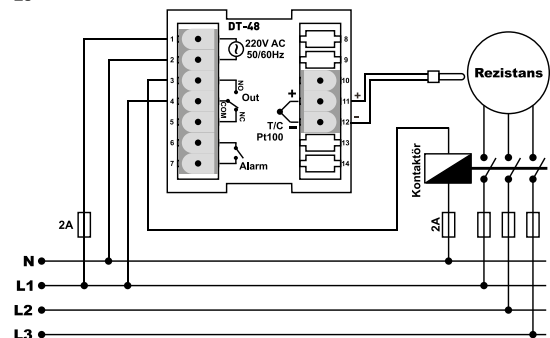 DT-48
1
2
3
4
5
6
7
220V AC
50/60Hz
NO
Out
COM
NC
Alarm
8
9
10
11
12
13
14
+
T/C
Pt100
-
+
-
Rezistans
Kontaktör
2A
2A
N
L1
L2
L3